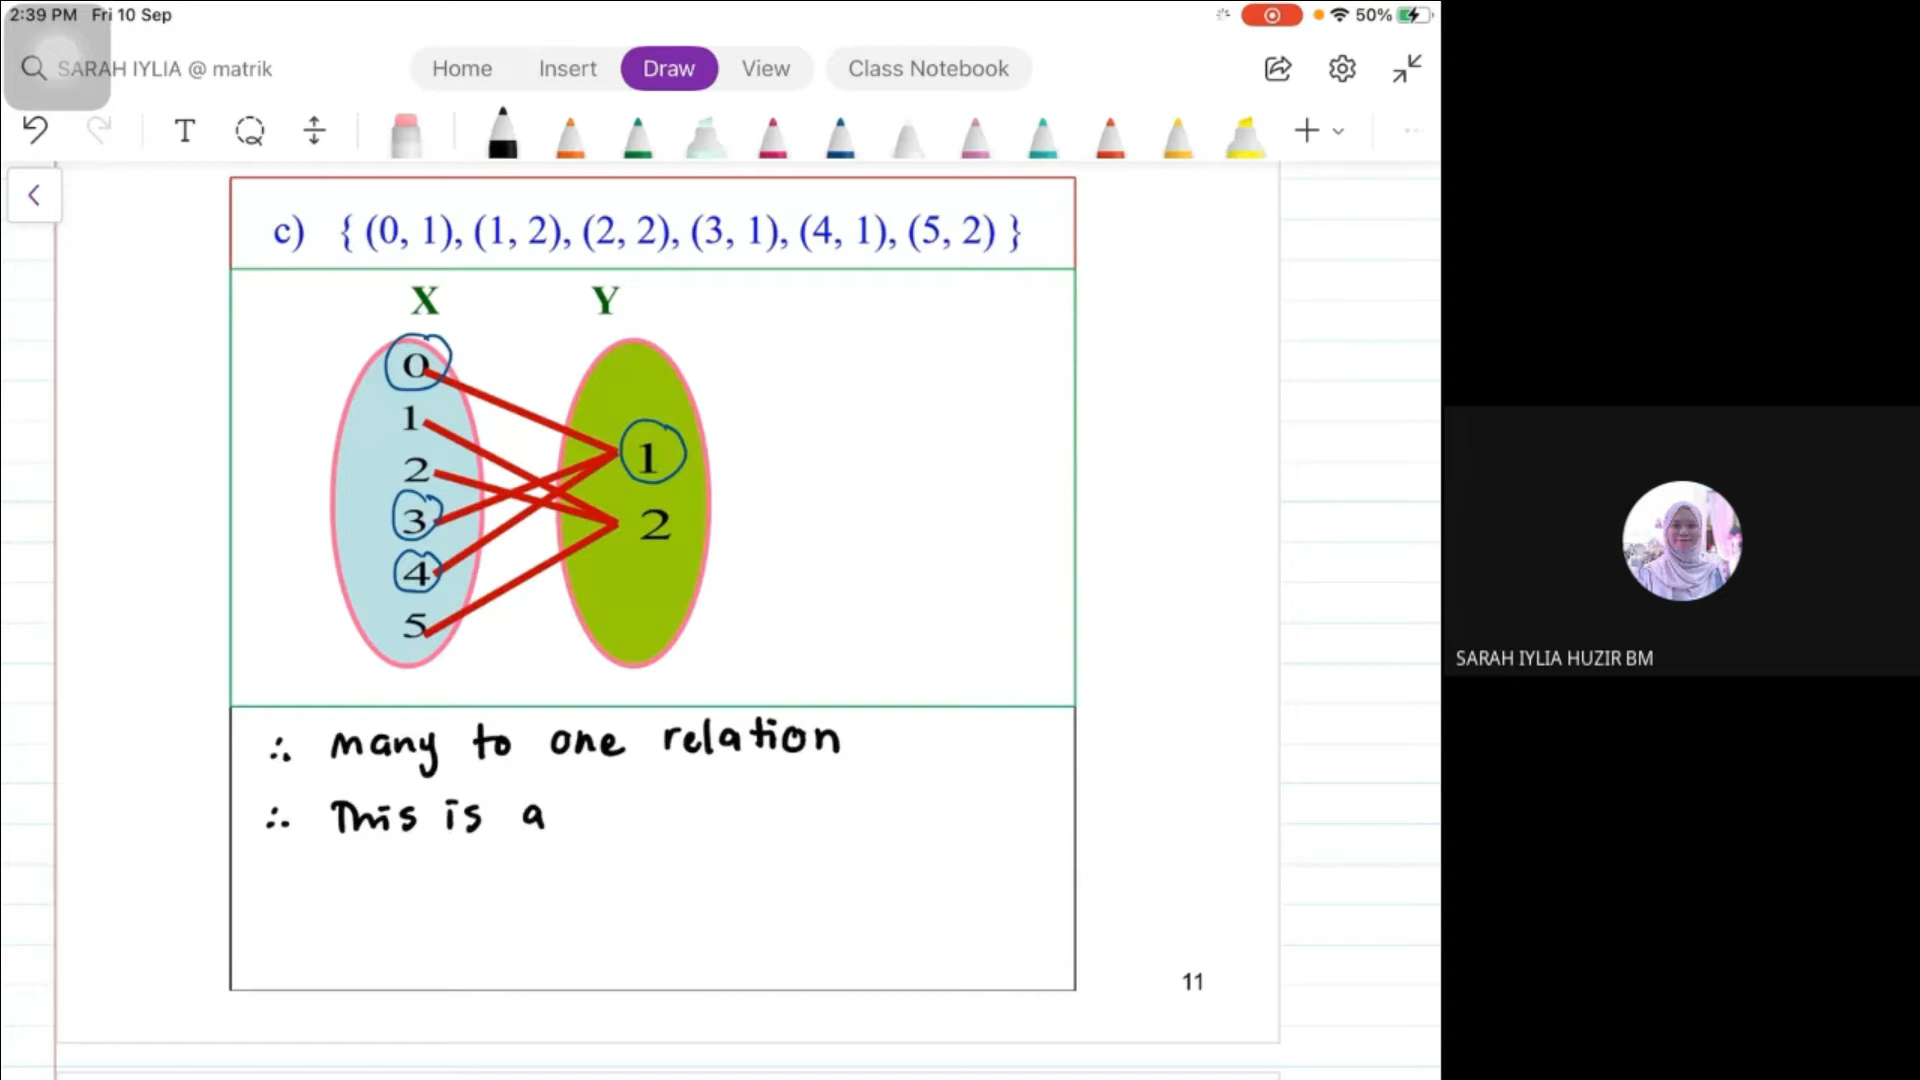 2:39 PM Fri 10 Sep
50%
SARAH IYLIA @ matrik
Home Insert Draw View Class Notebook
T
c) { (0, 1), (1, 2), (2, 2), (3, 1), (4, 1), (5, 2) }
X Y
0
1
2
3
4
5
1
2
∴ many to one relation
∴ This is a
11
SARAH IYLIA HUZIR BM